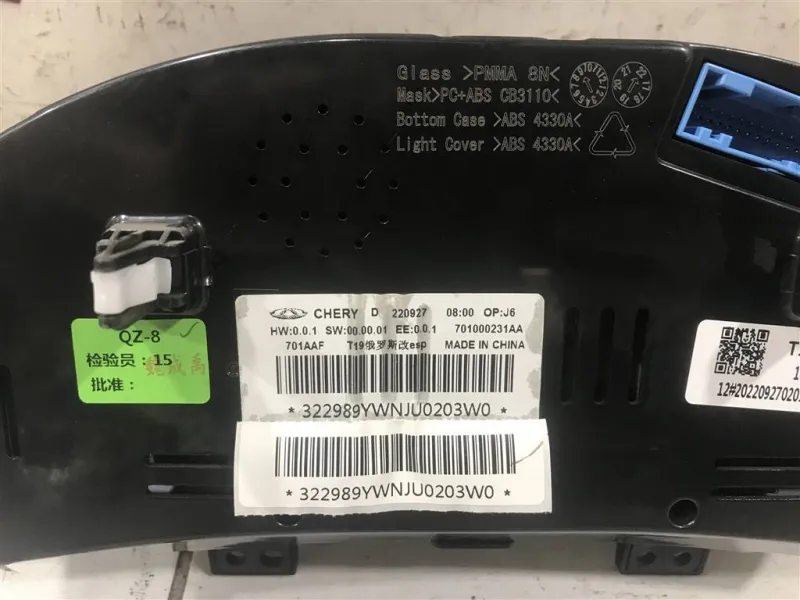 Glass >PMMA 8N<
Mask>PC+ABS CB3110<
Bottom Case >ABS 4330A<
Light Cover >ABS 4330A<
CHERY D 220927 08:00 OP:J6
HW:0.0.1 SW:00.00.01 EE:0.0.1 701000231AA
701AAF T19俄罗斯改esp MADE IN CHINA
*322989YWNJU0203W0*
*322989YWNJU0203W0*
QZ-8
检验员：15
批准：
12#2022092702